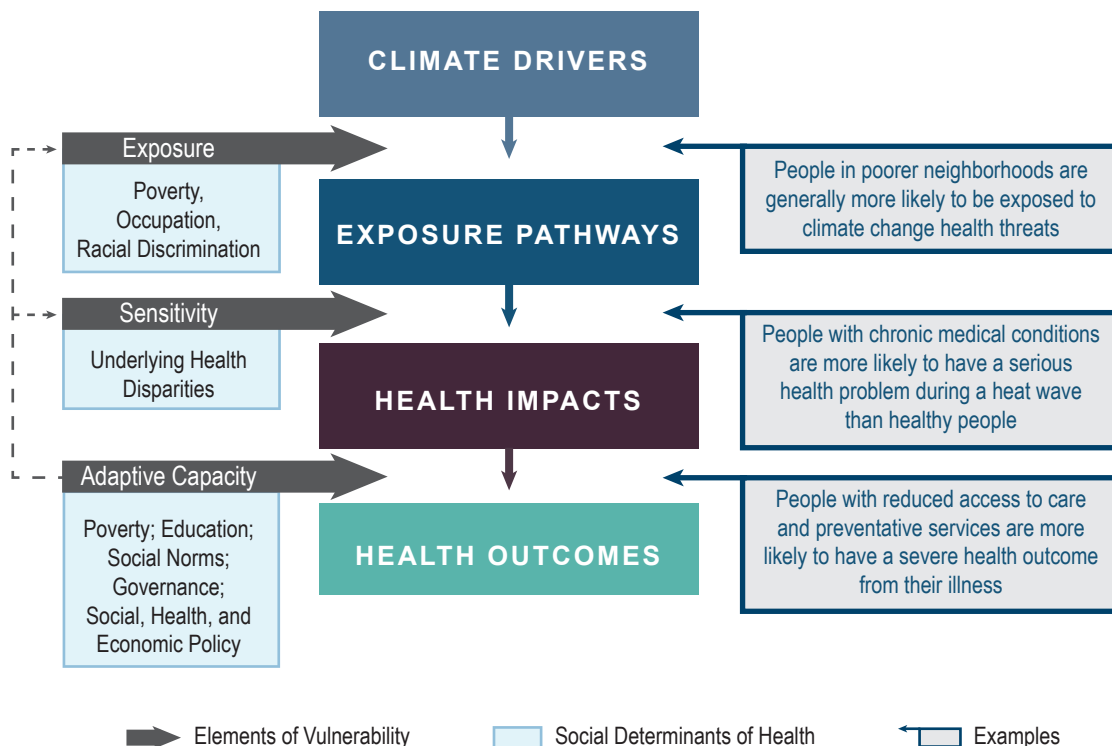 CLIMATE DRIVERS
Exposure
Poverty,
Occupation,
Racial Discrimination
People in poorer neighborhoods are
generally more likely to be exposed to
climate change health threats
EXPOSURE PATHWAYS
Sensitivity
Underlying Health
Disparities
People with chronic medical conditions
are more likely to have a serious
health problem during a heat wave
than healthy people
HEALTH IMPACTS
Adaptive Capacity
Poverty; Education;
Social Norms;
Governance;
Social, Health, and
Economic Policy
People with reduced access to care
and preventative services are more
likely to have a severe health outcome
from their illness
HEALTH OUTCOMES
Elements of Vulnerability
Social Determinants of Health
Examples